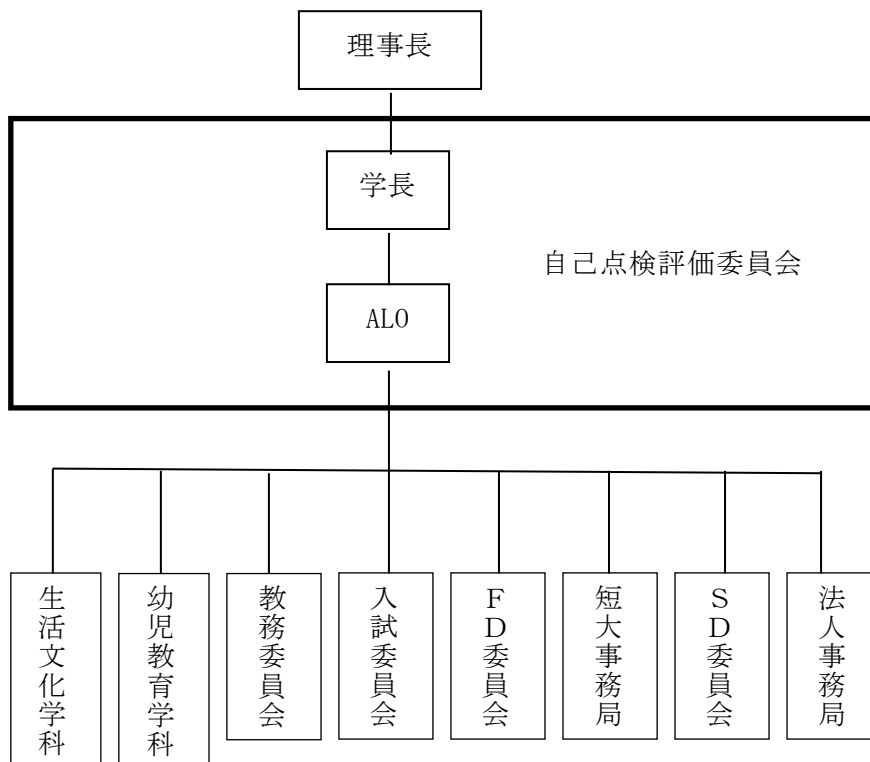 理事長
学長
自己点検評価委員会
ALO
生活文化学科
幼児教育学科
教務委員会
入試委員会
ＦＤ委員会
短大事務局
ＳＤ委員会
法人事務局